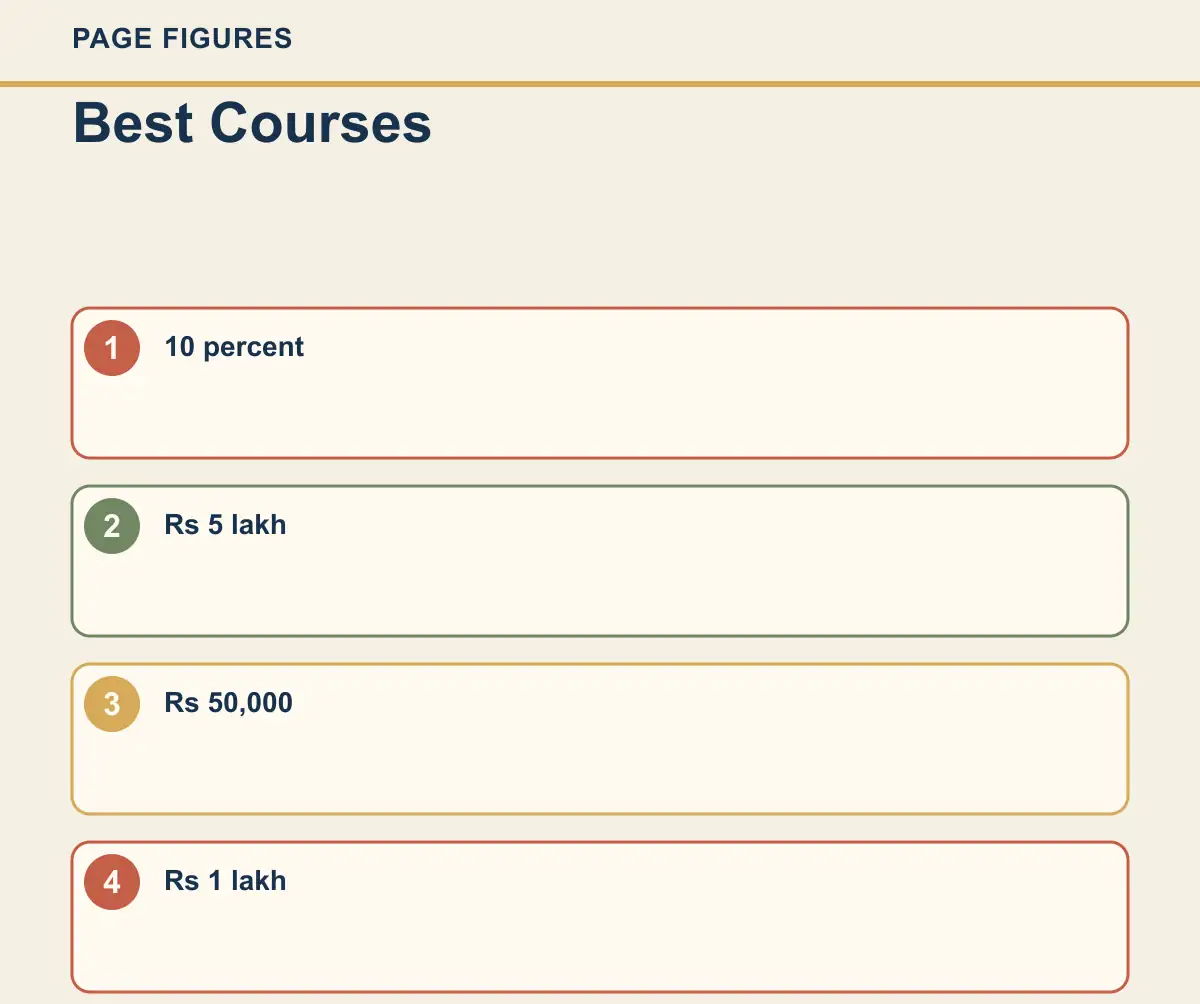 PAGE FIGURES
Best Courses
1
10 percent
2
Rs 5 lakh
3
Rs 50,000
4
Rs 1 lakh